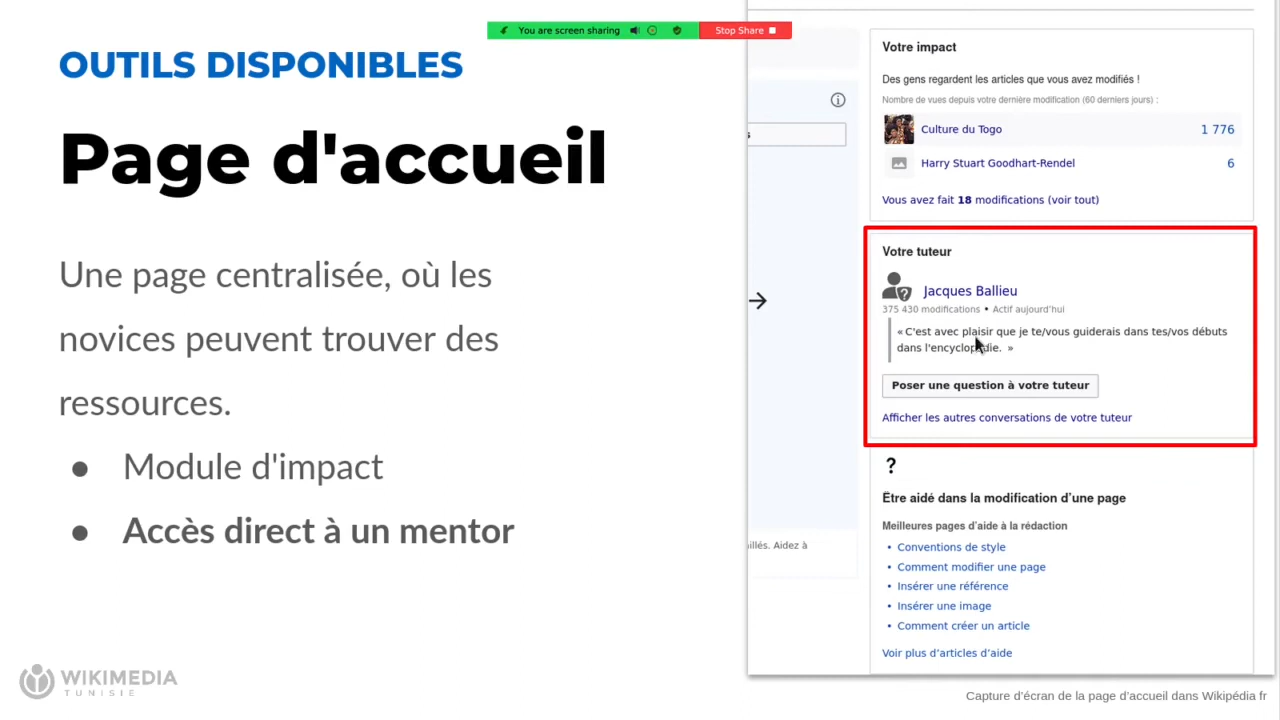 You are screen sharing
Stop Share
OUTILS DISPONIBLES
Page d'accueil
Une page centralisée, où les
novices peuvent trouver des
ressources.
● Module d'impact
● Accès direct à un mentor
WIKIMEDIA
TUNISIE
s
illés. Aidez à
Votre impact
Des gens regardent les articles que vous avez modifiés !
Nombre de vues depuis votre dernière modification (60 derniers jours) :
Culture du Togo 1 776
Harry Stuart Goodhart-Rendel 6
Vous avez fait 18 modifications (voir tout)
Votre tuteur
Jacques Ballieu
375 430 modifications • Actif aujourd’hui
« C'est avec plaisir que je te/vous guiderais dans tes/vos débuts
dans l'encyclopédie. »
Poser une question à votre tuteur
Afficher les autres conversations de votre tuteur
?
Être aidé dans la modification d’une page
Meilleures pages d’aide à la rédaction
• Conventions de style
• Comment modifier une page
• Insérer une référence
• Insérer une image
• Comment créer un article
Voir plus d’articles d’aide
Capture d’écran de la page d’accueil dans Wikipédia fr